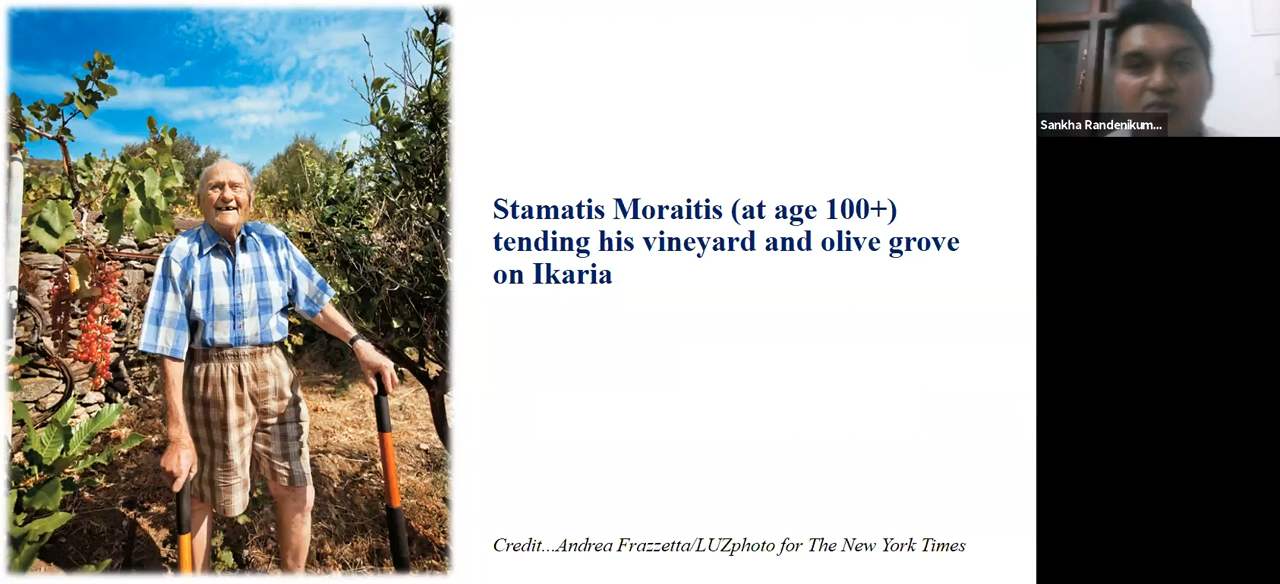 Stamatis Moraitis (at age 100+)
tending his vineyard and olive grove
on Ikaria
Credit...Andrea Frazzetta/LUZphoto for The New York Times
Sankha Randenikum...